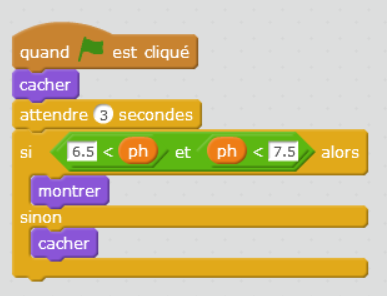 quand est cliqué
cacher
attendre 3 secondes
si 6.5 < ph et ph < 7.5 alors
montrer
sinon
cacher